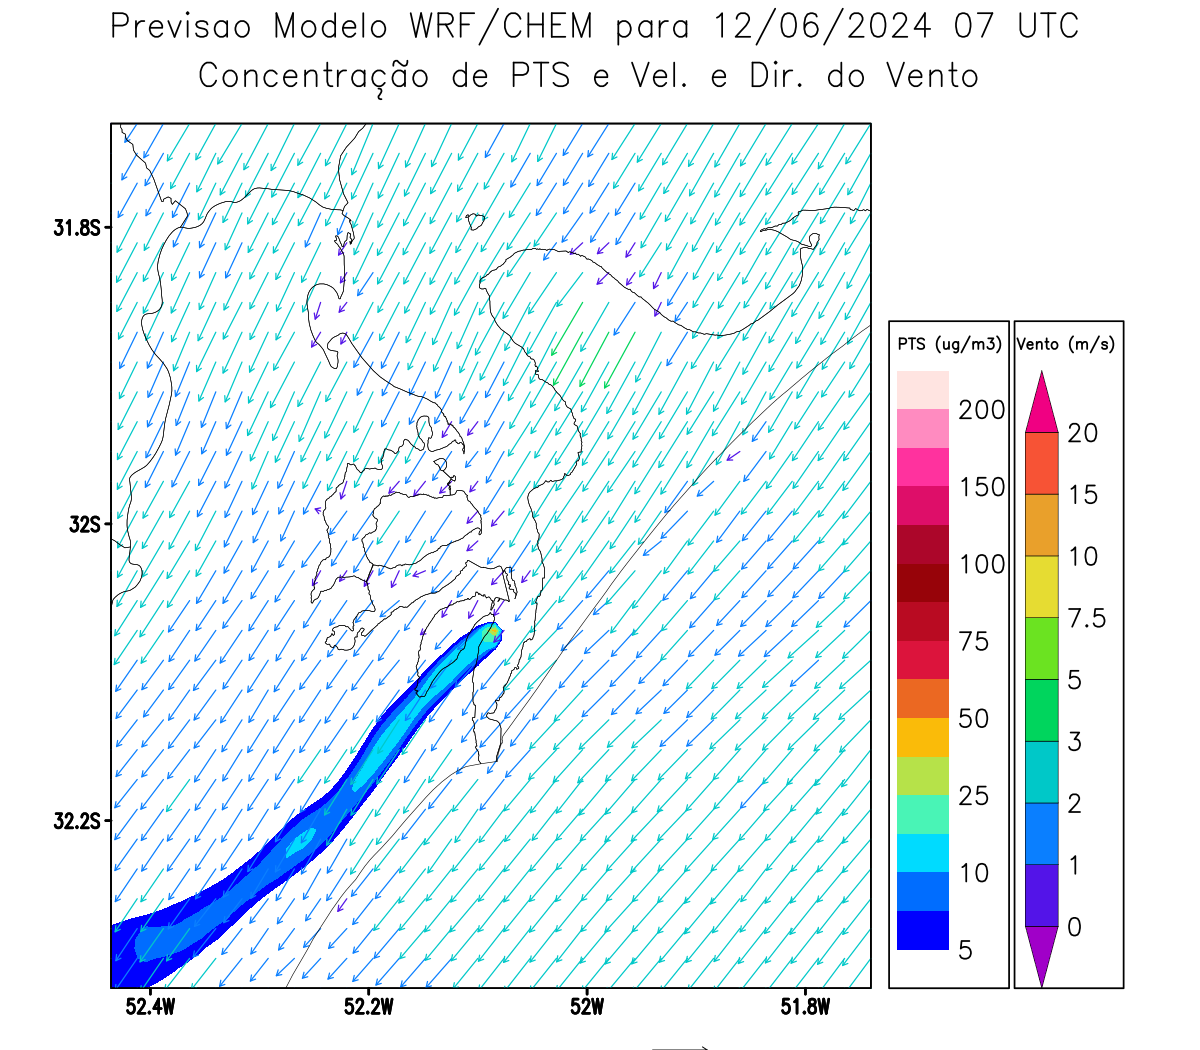 Previsao Modelo WRF/CHEM para 12/06/2024 07 UTC
Concentração de PTS e Vel. e Dir. do Vento
31.8S
32S
32.2S
52.4W
52.2W
52W
51.8W
PTS (ug/m3)
200
150
100
75
50
25
10
5
Vento (m/s)
20
15
10
7.5
5
3
2
1
0